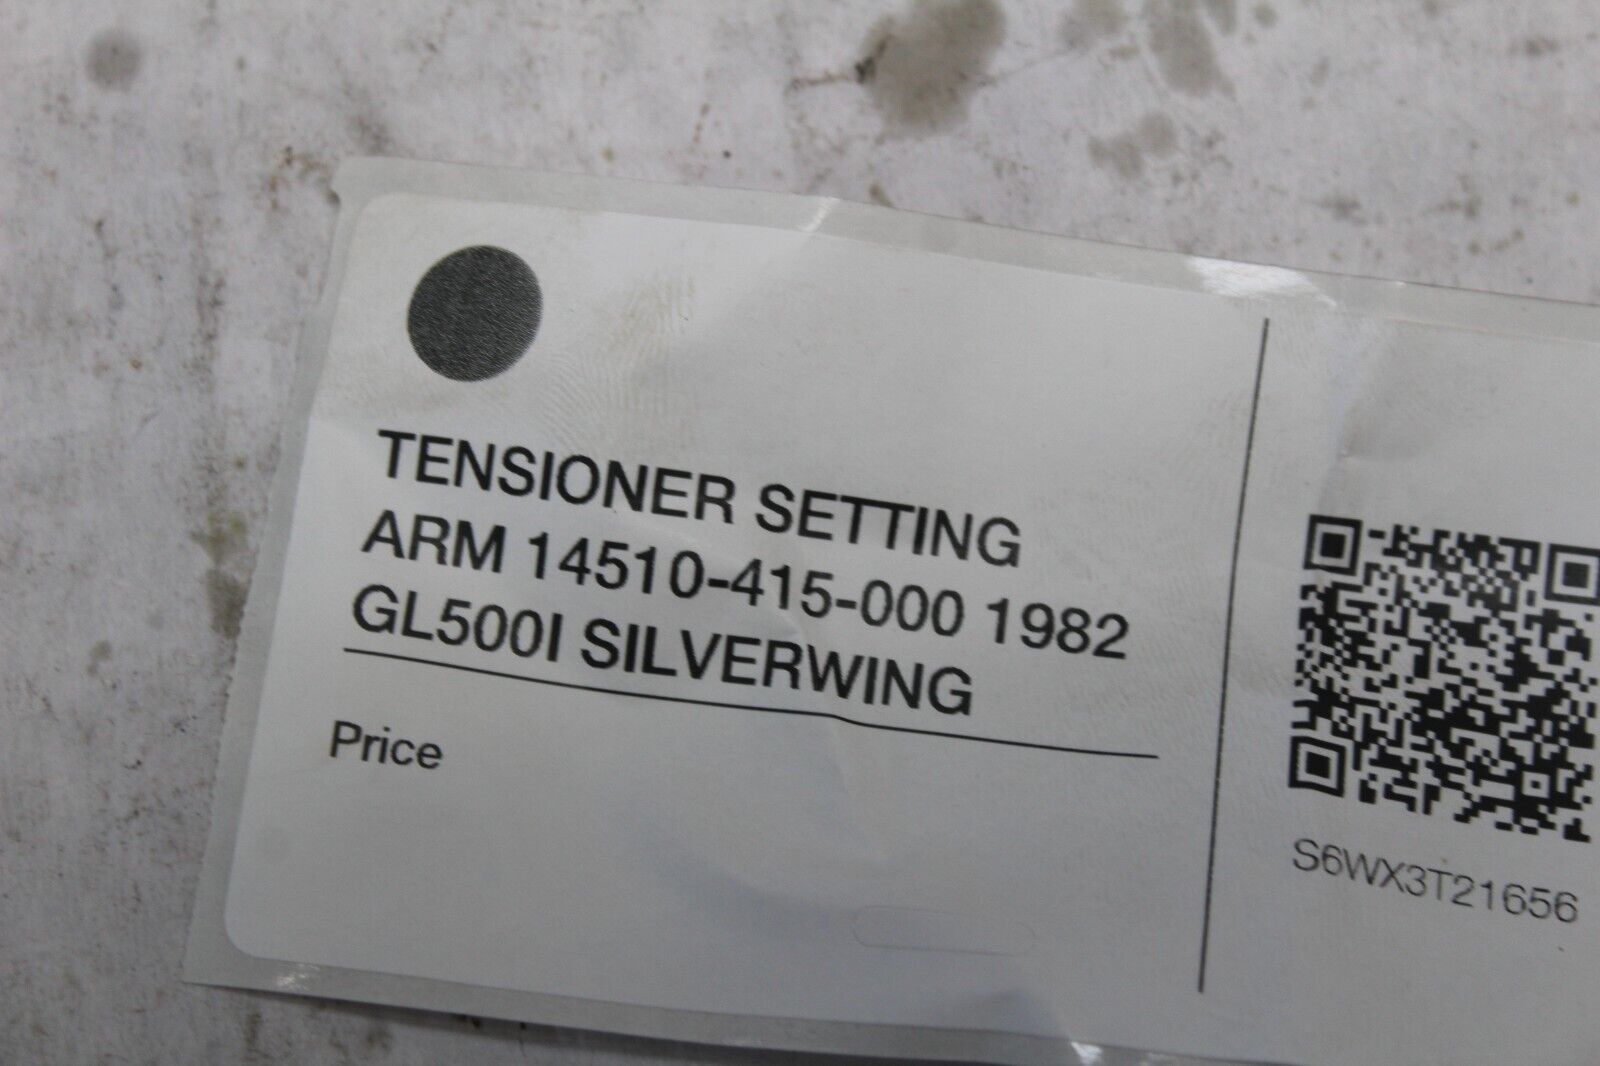 TENSIONER SETTING
ARM 14510-415-000 1982
GL500I SILVERWING
Price
S6WX3T21656